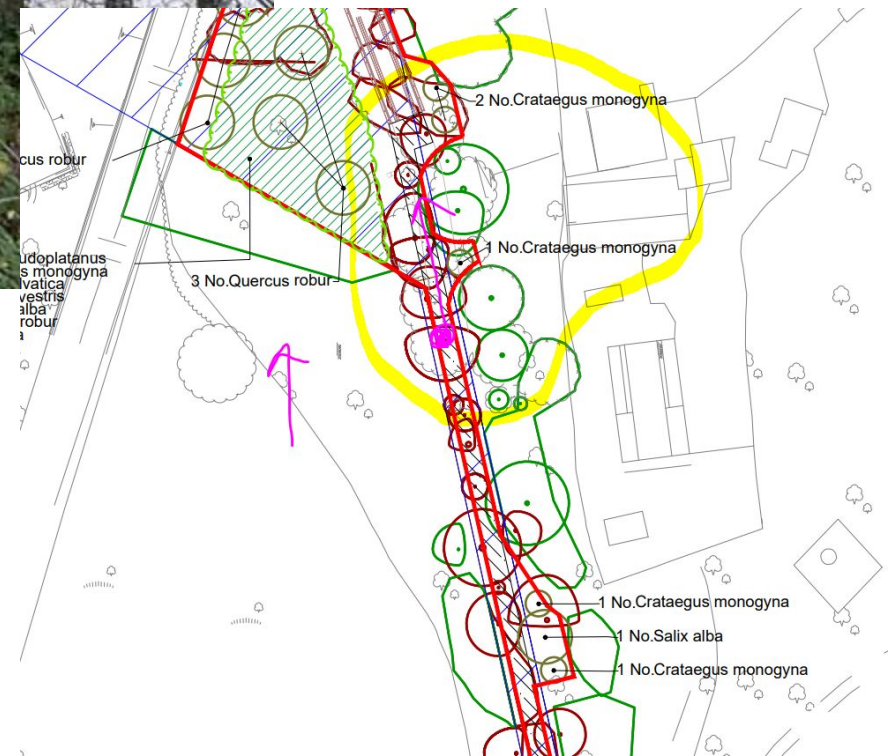 2 No.Crataegus monogyna
cus robur
1 No.Crataegus monogyna
udoplatanus
s monogyna
lvatica
vestris
alba
robur
a
3 No.Quercus robur
1 No.Crataegus monogyna
1 No.Salix alba
1 No.Crataegus monogyna